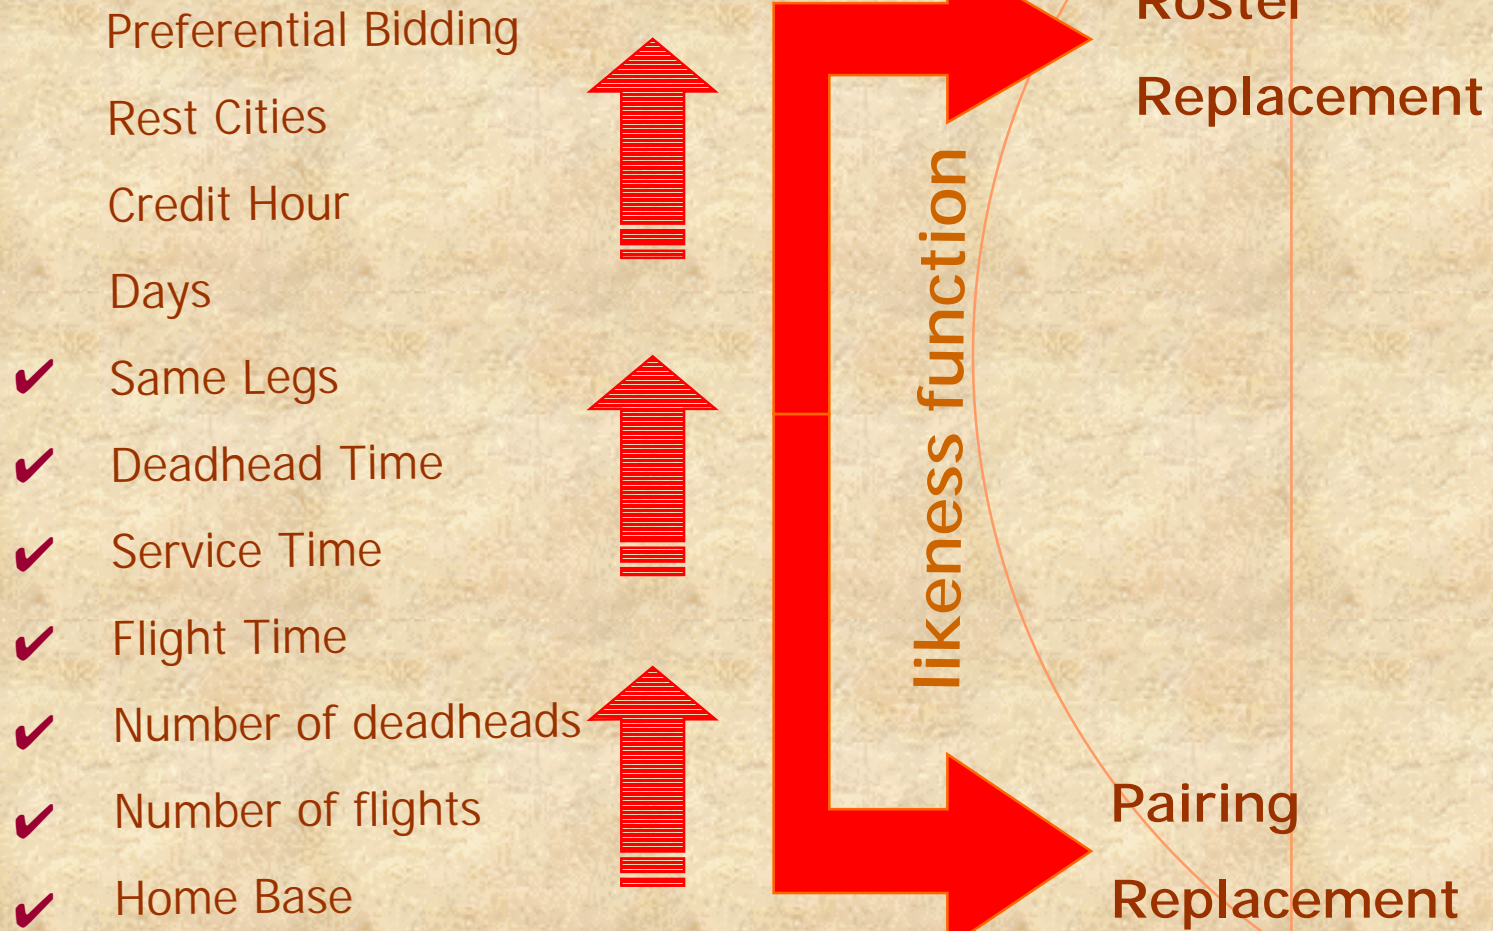 Preferential Bidding
Rest Cities
Credit Hour
Days
✔ Same Legs
✔ Deadhead Time
✔ Service Time
✔ Flight Time
✔ Number of deadheads
✔ Number of flights
✔ Home Base
likeness function
Roster
Replacement
Pairing
Replacement